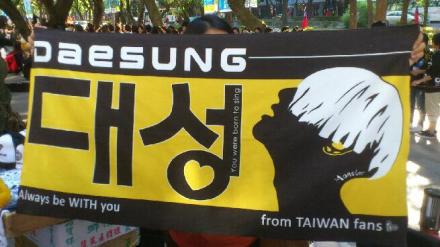 DaeSUNG
대성
You were born to sing
Always be WITH you
from TAIWAN fans